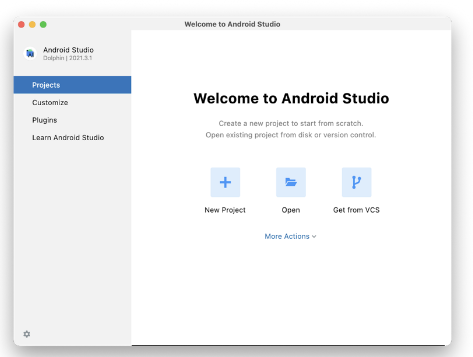 Welcome to Android Studio
Android Studio
Dolphin | 2021.3.1
Projects
Customize
Plugins
Learn Android Studio
Welcome to Android Studio
Create a new project to start from scratch.
Open existing project from disk or version control.
New Project
Open
Get from VCS
More Actions